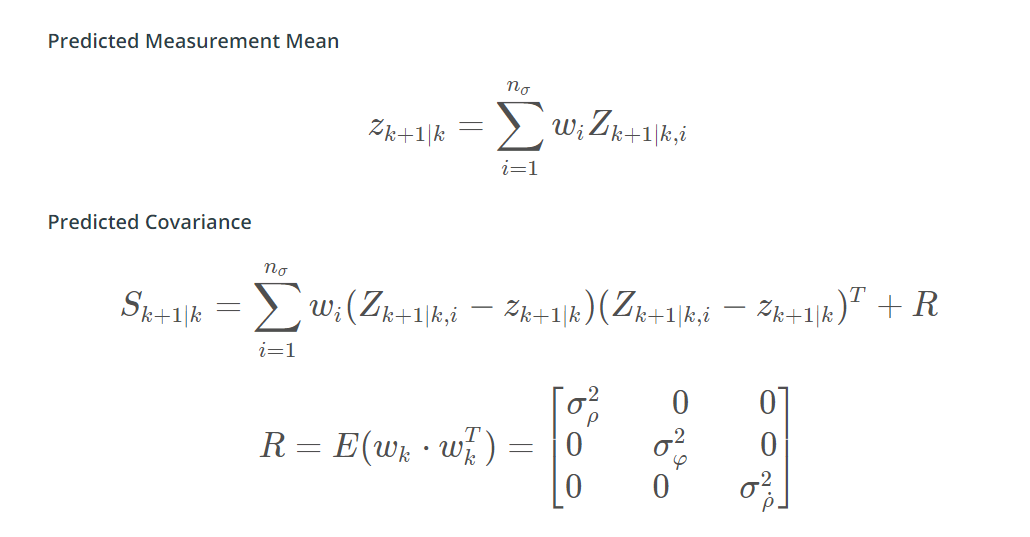 Predicted Measurement Mean
$z_{k+1|k} = \sum_{i=1}^{n_\sigma} w_i Z_{k+1|k,i}$
Predicted Covariance
$S_{k+1|k} = \sum_{i=1}^{n_\sigma} w_i (Z_{k+1|k,i} - z_{k+1|k})(Z_{k+1|k,i} - z_{k+1|k})^T + R$
$R = E(w_k \cdot w_k^T) = \begin{bmatrix} \sigma_\rho^2 & 0 & 0 \\ 0 & \sigma_\varphi^2 & 0 \\ 0 & 0 & \sigma_{\dot{\rho}}^2 \end{bmatrix}$